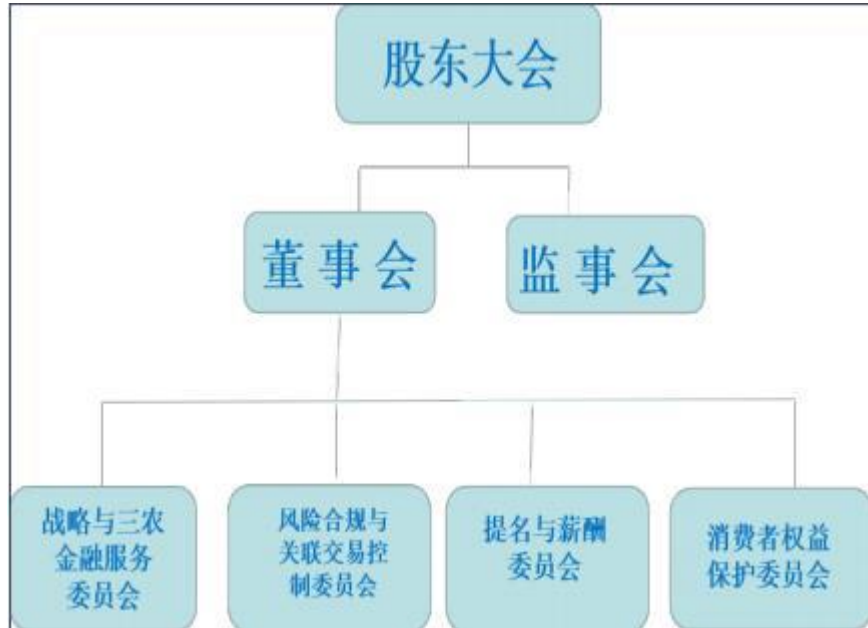 股东大会
董事会
监事会
战略与三农
金融服务
委员会
风险合规与
关联交易控
制委员会
提名与薪酬
委员会
消费者权益
保护委员会